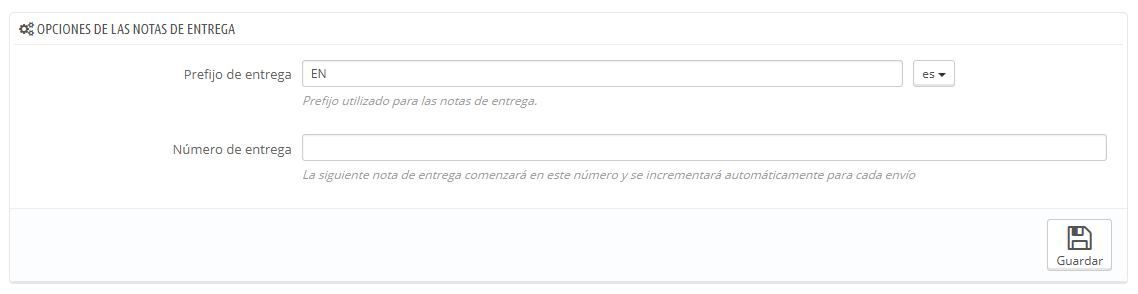 OPCIONES DE LAS NOTAS DE ENTREGA
Prefijo de entrega EN es
Prefijo utilizado para las notas de entrega.
Número de entrega
La siguiente nota de entrega comenzará en este número y se incrementará automáticamente para cada envío
Guardar